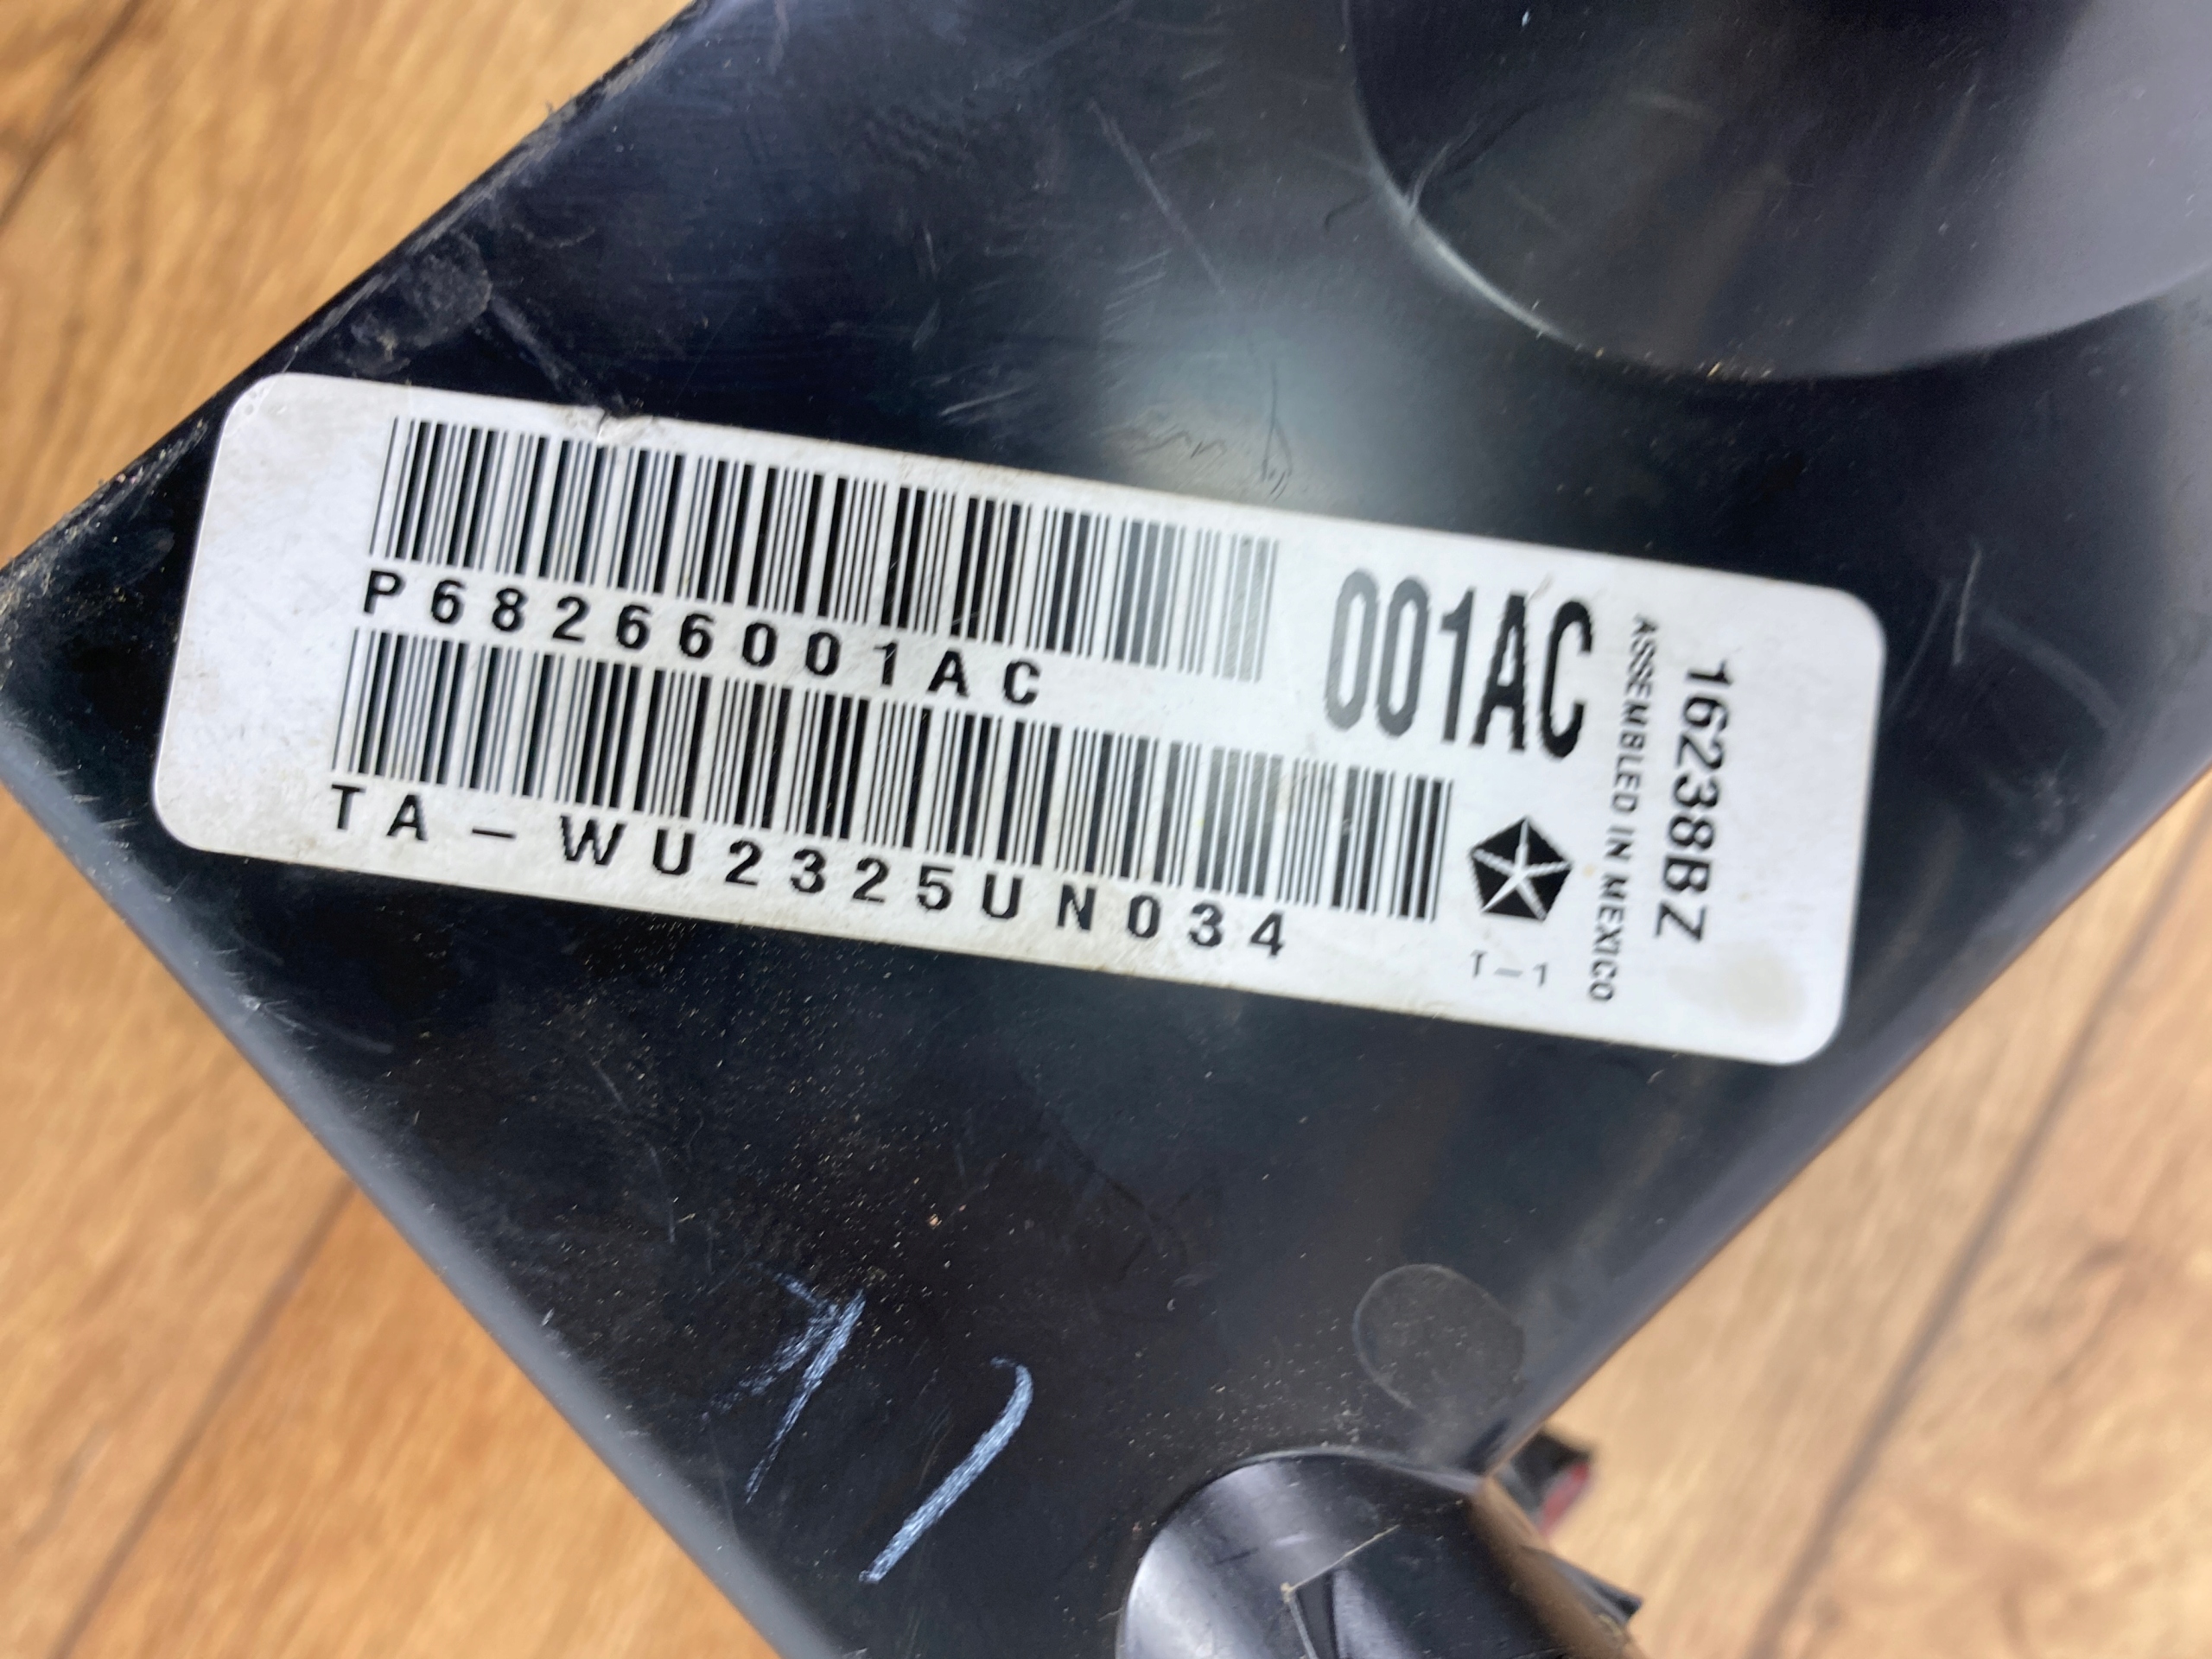 P68266001AC
001AC
TA-WU2325UN034
T-1
ASSEMBLED IN MEXICO
16238BZ